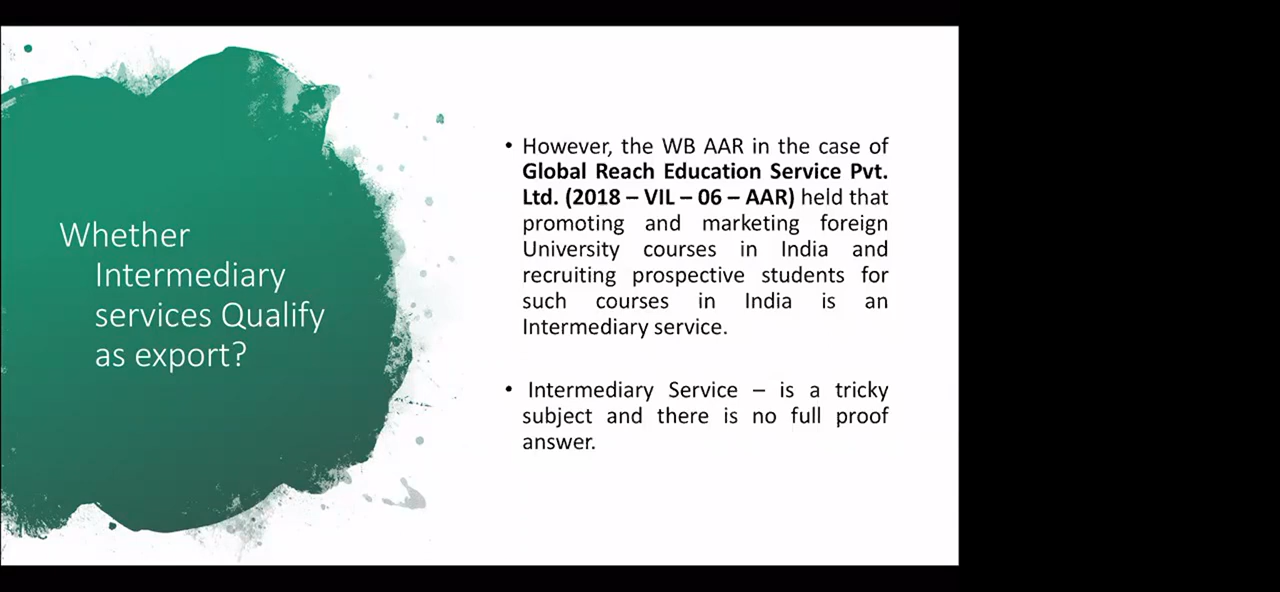 Whether
Intermediary
services Qualify
as export?
• However, the WB AAR in the case of
Global Reach Education Service Pvt.
Ltd. (2018 – VIL – 06 – AAR) held that
promoting and marketing foreign
University courses in India and
recruiting prospective students for
such courses in India is an
Intermediary service.
• Intermediary Service – is a tricky
subject and there is no full proof
answer.